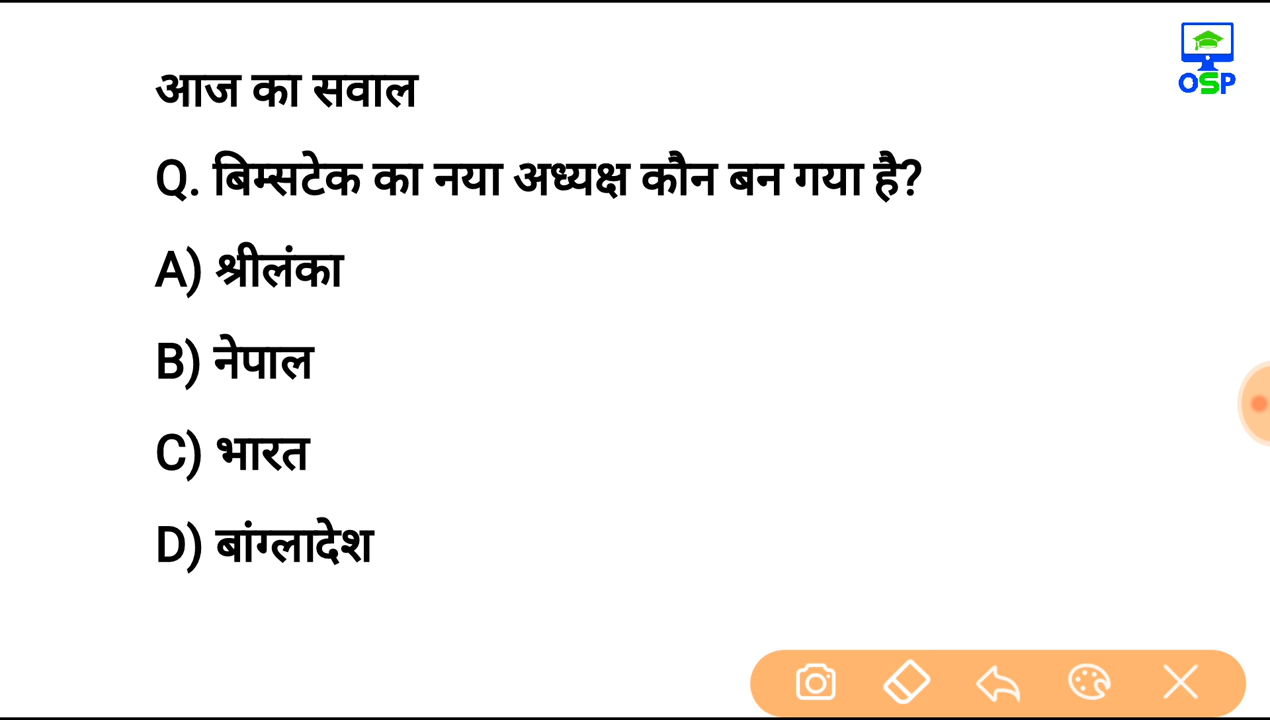 OSP
आज का सवाल
Q. बिम्सटेक का नया अध्यक्ष कौन बन गया है?
A) श्रीलंका
B) नेपाल
C) भारत
D) बांग्लादेश